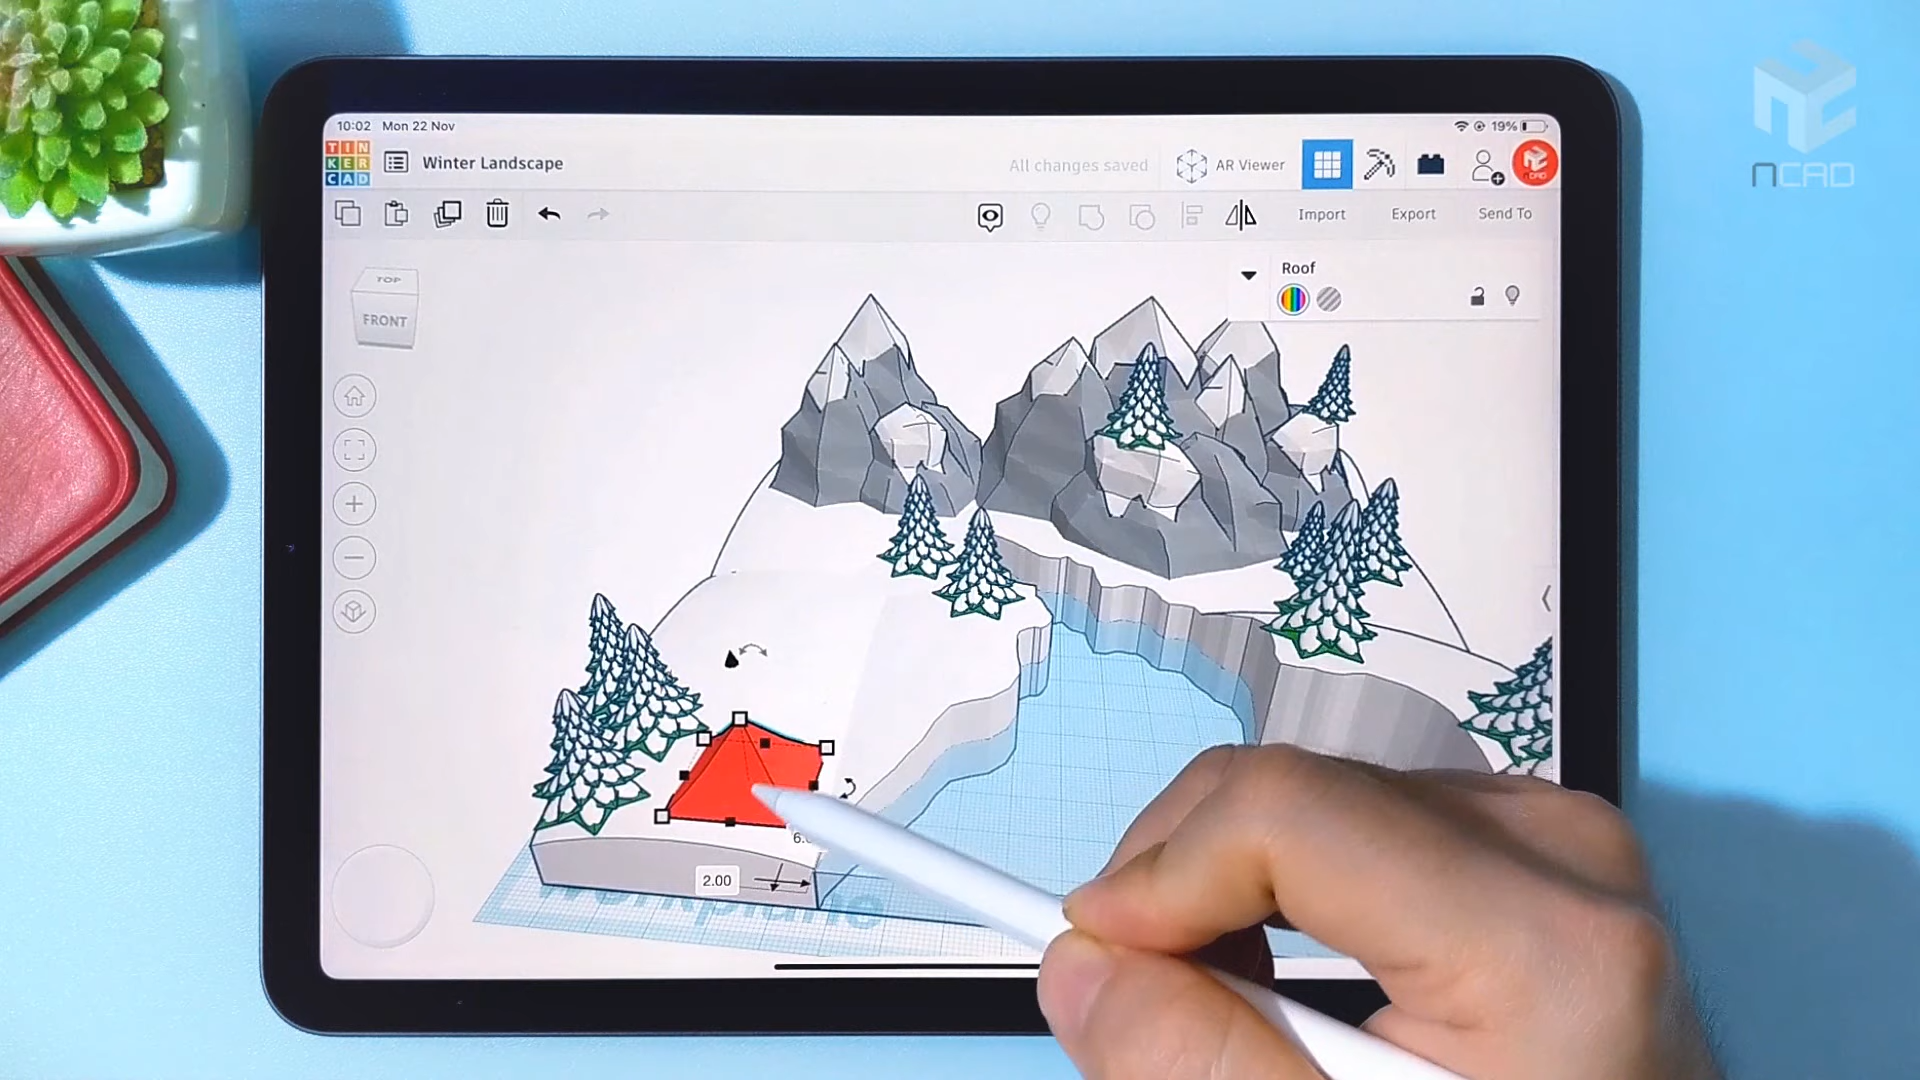 10:02 Mon 22 Nov
19%
TIN
KER
CAD
Winter Landscape
All changes saved
AR Viewer
NCAD
Import
Export
Send To
Roof
TOP
FRONT
2.00